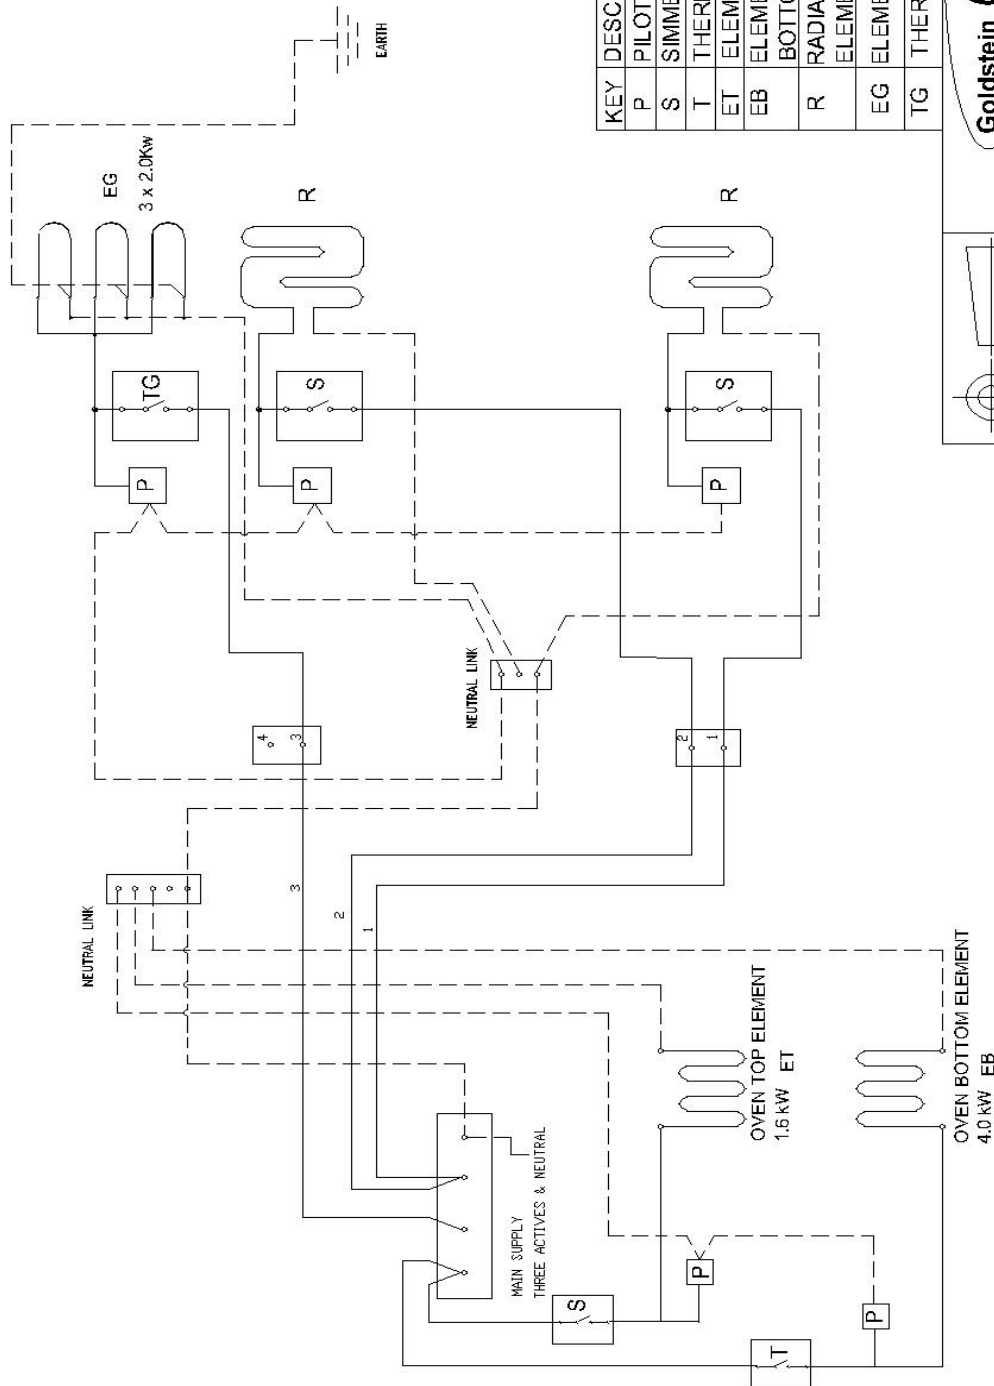 EARTH
EG
3 x 2.0Kw
R
R
TG
S
S
P
P
P
NEUTRAL LINK
4
3
2
1
NEUTRAL LINK
3
2
1
MAIN SUPPLY
THREE ACTIVES & NEUTRAL
S
P
P
T
OVEN TOP ELEMENT
1.6 kW ET
OVEN BOTTOM ELEMENT
4.0 kW EB
KEY
P PILOT
S
T
ET
EB
R
EG
TG
Goldstein